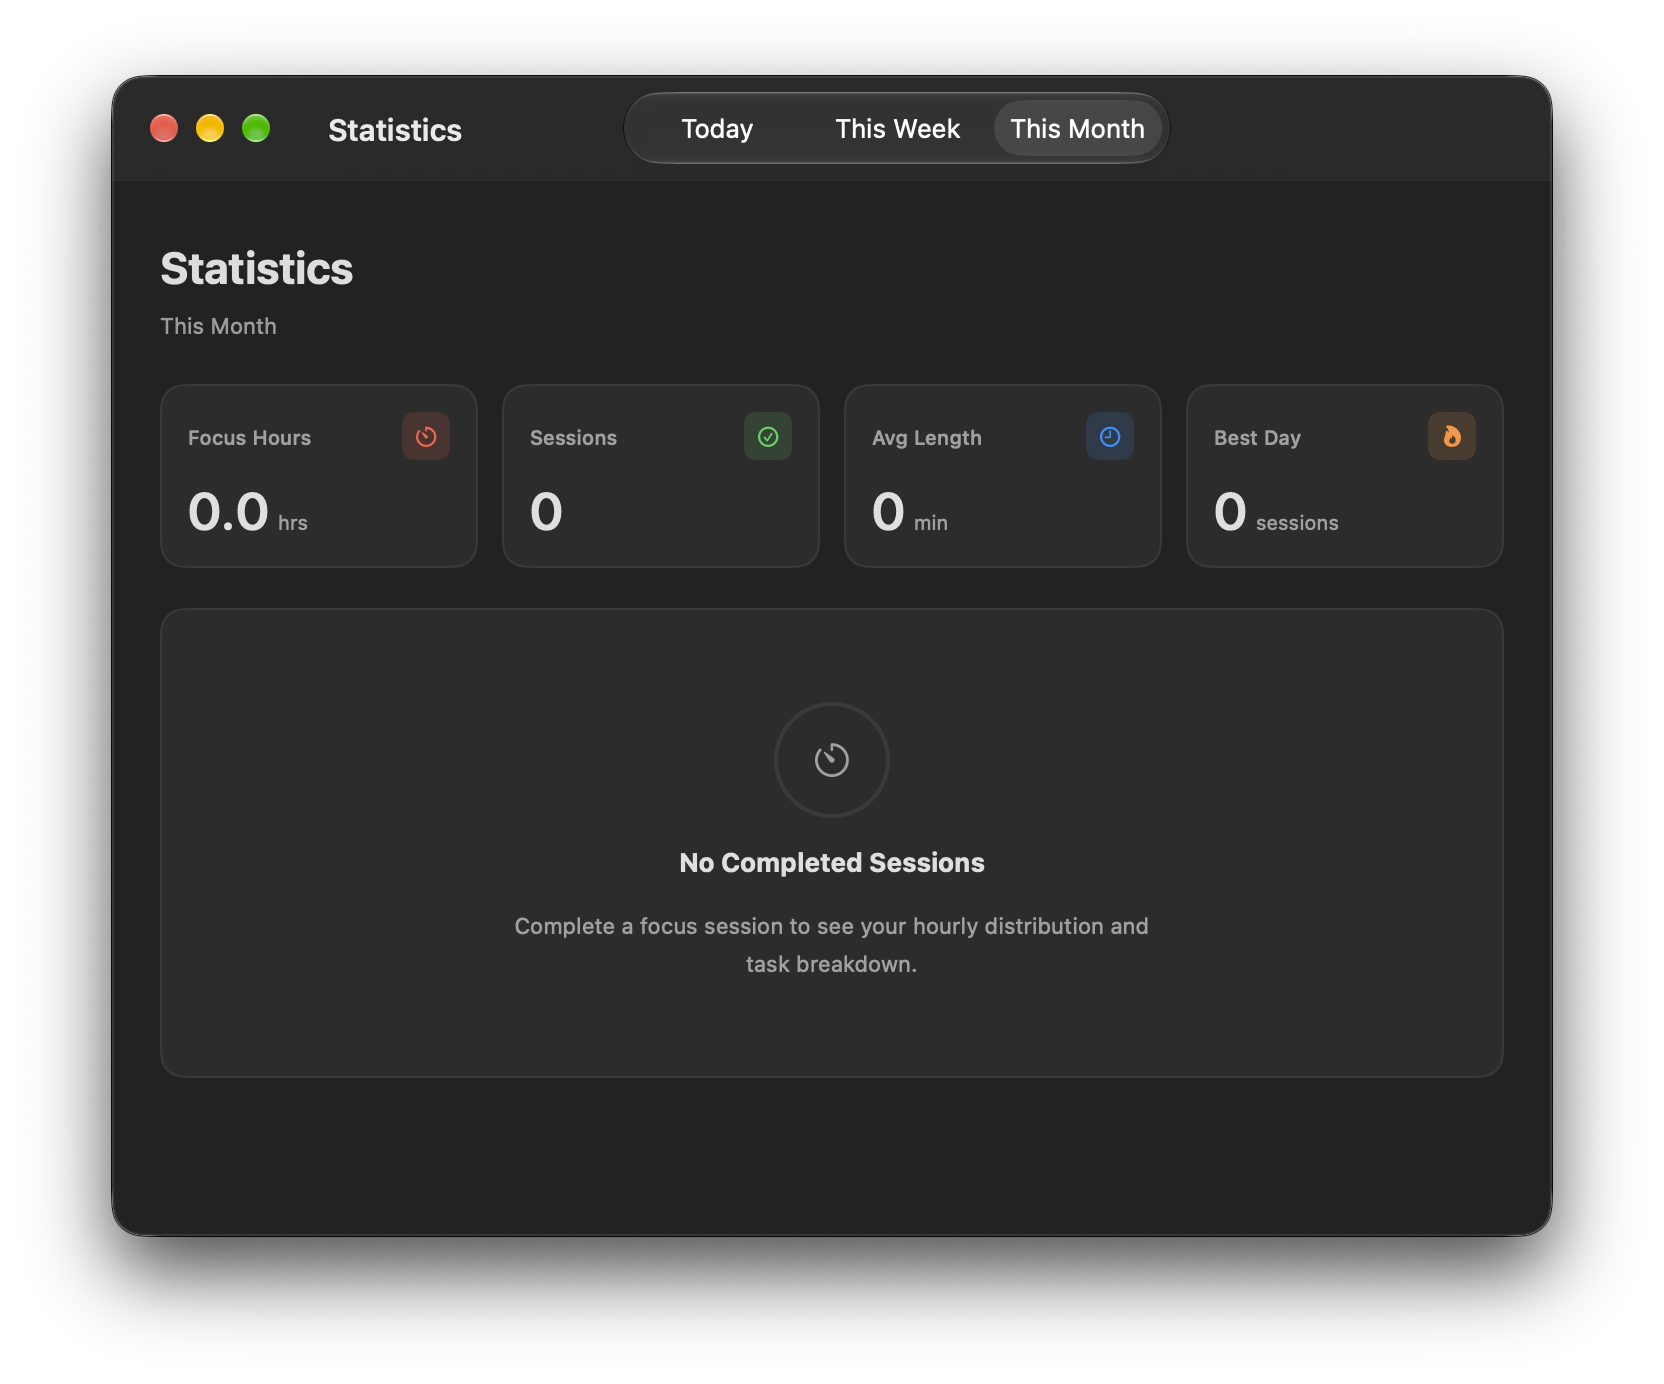 Statistics
Today
This Week
This Month
Statistics
This Month
Focus Hours
0.0 hrs
Sessions
0
Avg Length
0 min
Best Day
0 sessions
No Completed Sessions
Complete a focus session to see your hourly distribution and
task breakdown.